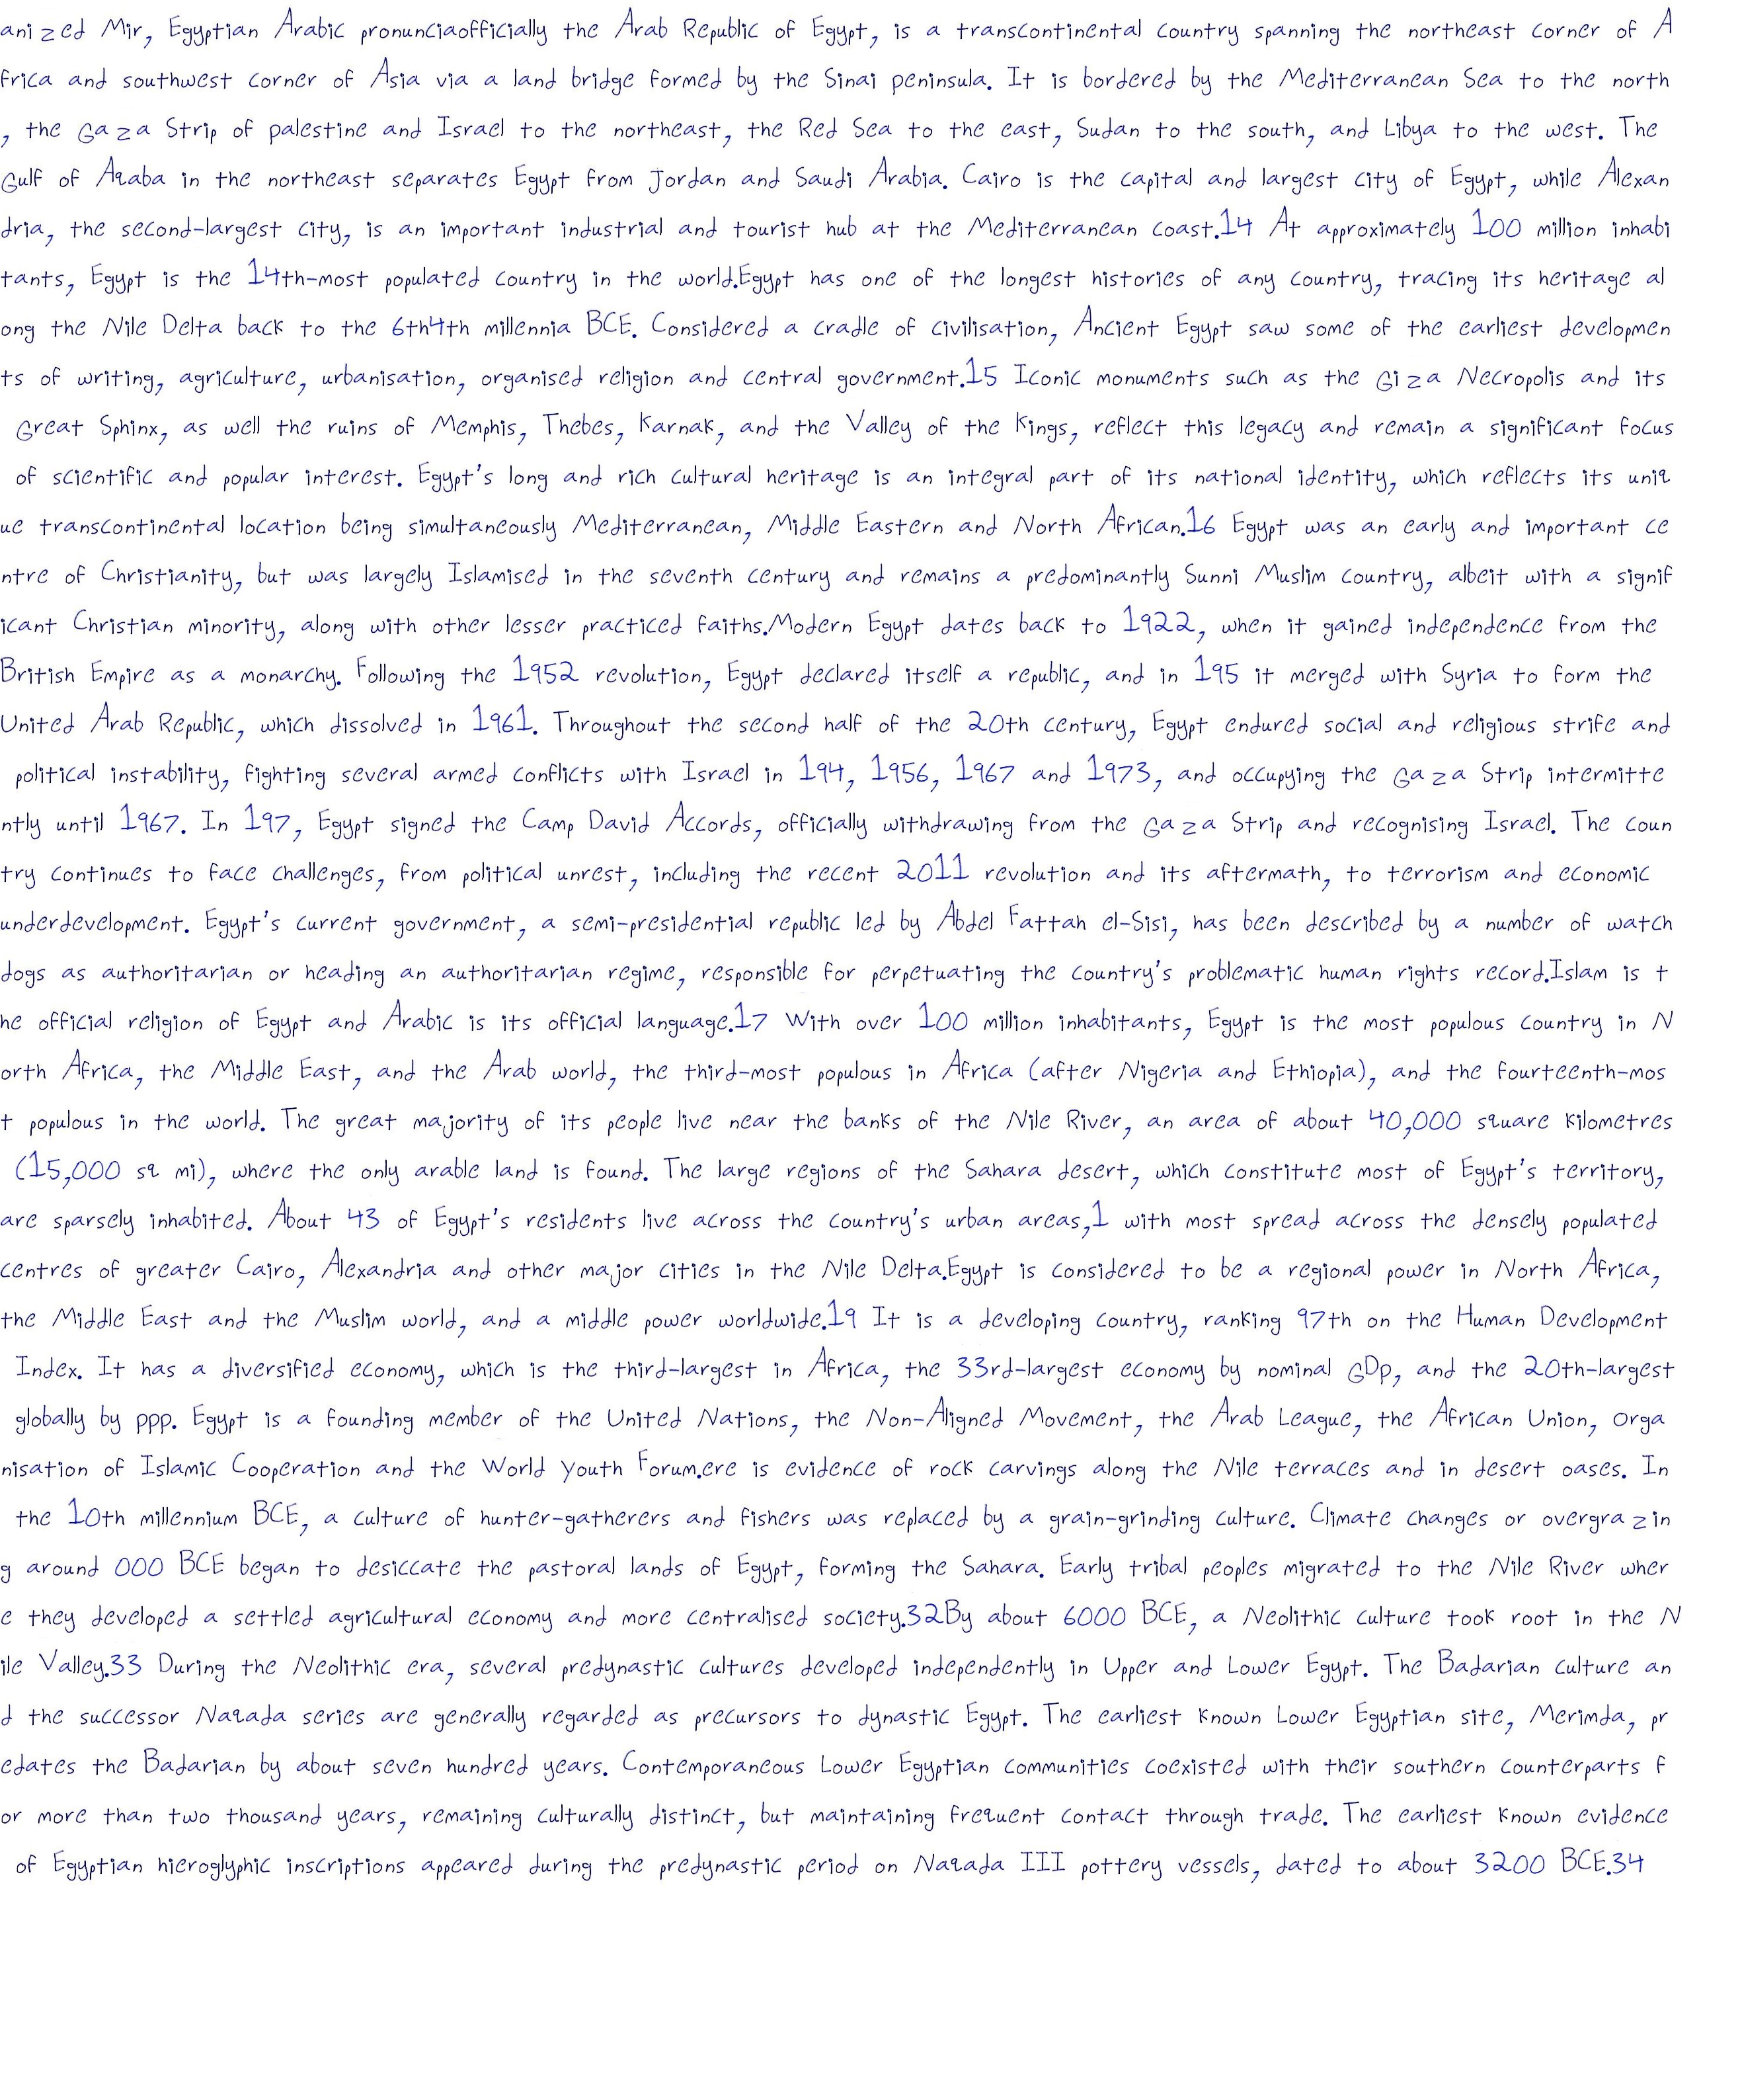 anized Mir, Egyptian Arabic pronunciaofficially the Arab Republic of Egypt, is a transcontinental country spanning the northeast corner of A
frica and southwest corner of Asia via a land bridge formed by the Sinai peninsula. It is bordered by the Mediterranean Sea to the north
, the Gaza Strip of palestine and Israel to the northeast, the Red Sea to the east, Sudan to the south, and Libya to the west. The
Gulf of Aqaba in the northeast separates Egypt from Jordan and Saudi Arabia. Cairo is the capital and largest city of Egypt, while Alexan
dria, the second-largest city, is an important industrial and tourist hub at the Mediterranean coast.14 At approximately 100 million inhabi
tants, Egypt is the 14th-most populated country in the world.Egypt has one of the longest histories of any country, tracing its heritage al
ong the Nile Delta back to the 6th4th millennia BCE. Considered a cradle of civilisation, Ancient Egypt saw some of the earliest developmen
ts of writing, agriculture, urbanisation, organised religion and central government.15 Iconic monuments such as the Giza Necropolis and its
Great Sphinx, as well the ruins of Memphis, Thebes, Karnak, and the Valley of the Kings, reflect this legacy and remain a significant focus
of scientific and popular interest. Egypt's long and rich cultural heritage is an integral part of its national identity, which reflects its uniq
ue transcontinental location being simultaneously Mediterranean, Middle Eastern and North African.16 Egypt was an early and important ce
ntre of Christianity, but was largely Islamised in the seventh century and remains a predominantly Sunni Muslim country, albeit with a signif
icant Christian minority, along with other lesser practiced faiths.Modern Egypt dates back to 1922, when it gained independence from the
British Empire as a monarchy. Following the 1952 revolution, Egypt declared itself a republic, and in 195 it merged with Syria to form the
United Arab Republic, which dissolved in 1961. Throughout the second half of the 20th century, Egypt endured social and religious strife and
political instability, fighting several armed conflicts with Israel in 194, 1956, 1967 and 1973, and occupying the Gaza Strip intermitte
ntly until 1967. In 197, Egypt signed the Camp David Accords, officially withdrawing from the Gaza Strip and recognising Israel. The coun
try continues to face challenges, from political unrest, including the recent 2011 revolution and its aftermath, to terrorism and economic
underdevelopment. Egypt's current government, a semi-presidential republic led by Abdel Fattah el-Sisi, has been described by a number of watch
dogs as authoritarian or heading an authoritarian regime, responsible for perpetuating the country's problematic human rights record.Islam is t
he official religion of Egypt and Arabic is its official language.17 With over 100 million inhabitants, Egypt is the most populous country in N
orth Africa, the Middle East, and the Arab world, the third-most populous in Africa (after Nigeria and Ethiopia), and the fourteenth-mos
t populous in the world. The great majority of its people live near the banks of the Nile River, an area of about 40,000 square kilometres
(15,000 sq mi), where the only arable land is found. The large regions of the Sahara desert, which constitute most of Egypt's territory,
are sparsely inhabited. About 43 of Egypt's residents live across the country's urban areas,1 with most spread across the densely populated
centres of greater Cairo, Alexandria and other major cities in the Nile Delta.Egypt is considered to be a regional power in North Africa,
the Middle East and the Muslim world, and a middle power worldwide.19 It is a developing country, ranking 97th on the Human Development
Index. It has a diversified economy, which is the third-largest in Africa, the 33rd-largest economy by nominal GDp, and the 20th-largest
globally by ppp. Egypt is a founding member of the United Nations, the Non-Aligned Movement, the Arab League, the African Union, Orga
nisation of Islamic Cooperation and the World Youth Forum.ere is evidence of rock carvings along the Nile terraces and in desert oases. In
the 10th millennium BCE, a culture of hunter-gatherers and fishers was replaced by a grain-grinding culture. Climate changes or overgrazin
g around 000 BCE began to desiccate the pastoral lands of Egypt, forming the Sahara. Early tribal peoples migrated to the Nile River wher
e they developed a settled agricultural economy and more centralised society.32By about 6000 BCE, a Neolithic culture took root in the N
ile Valley.33 During the Neolithic era, several predynastic cultures developed independently in Upper and Lower Egypt. The Badarian culture an
d the successor Naqada series are generally regarded as precursors to dynastic Egypt. The earliest known Lower Egyptian site, Merimda, pr
edates the Badarian by about seven hundred years. Contemporaneous Lower Egyptian communities coexisted with their southern counterparts f
or more than two thousand years, remaining culturally distinct, but maintaining frequent contact through trade. The earliest known evidence
of Egyptian hieroglyphic inscriptions appeared during the predynastic period on Naqada III pottery vessels, dated to about 3200 BCE.34